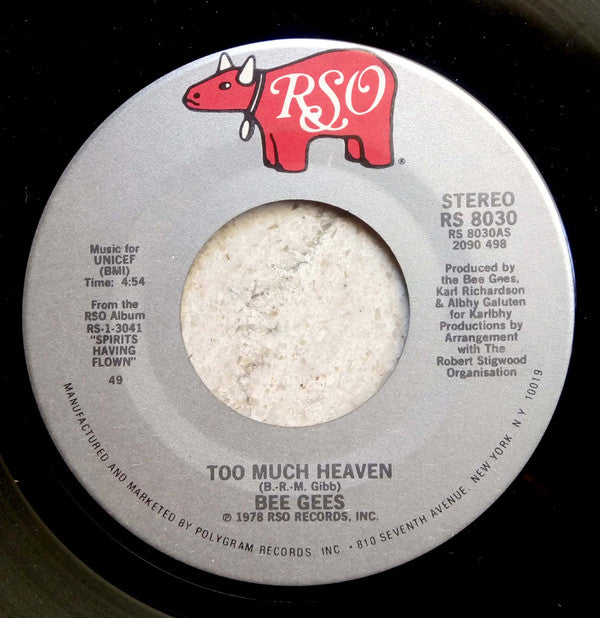 RSO
®
STEREO
RS 8030
RS 8030AS
2090 498
Music for
UNICEF
(BMI)
Time: 4:54
From the
RSO Album
RS-1-3041
"SPIRITS
HAVING
FLOWN"
49
Produced by
the Bee Gees,
Karl Richardson
& Albhy Galuten
for Karlbhy
Productions by
Arrangement
with The
Robert Stigwood
Organisation
TOO MUCH HEAVEN
(B.-R.-M. Gibb)
BEE GEES
℗ 1978 RSO RECORDS, INC.
MANUFACTURED AND MARKETED BY POLYGRAM RECORDS, INC • 810 SEVENTH AVENUE, NEW YORK, N.Y. 10019